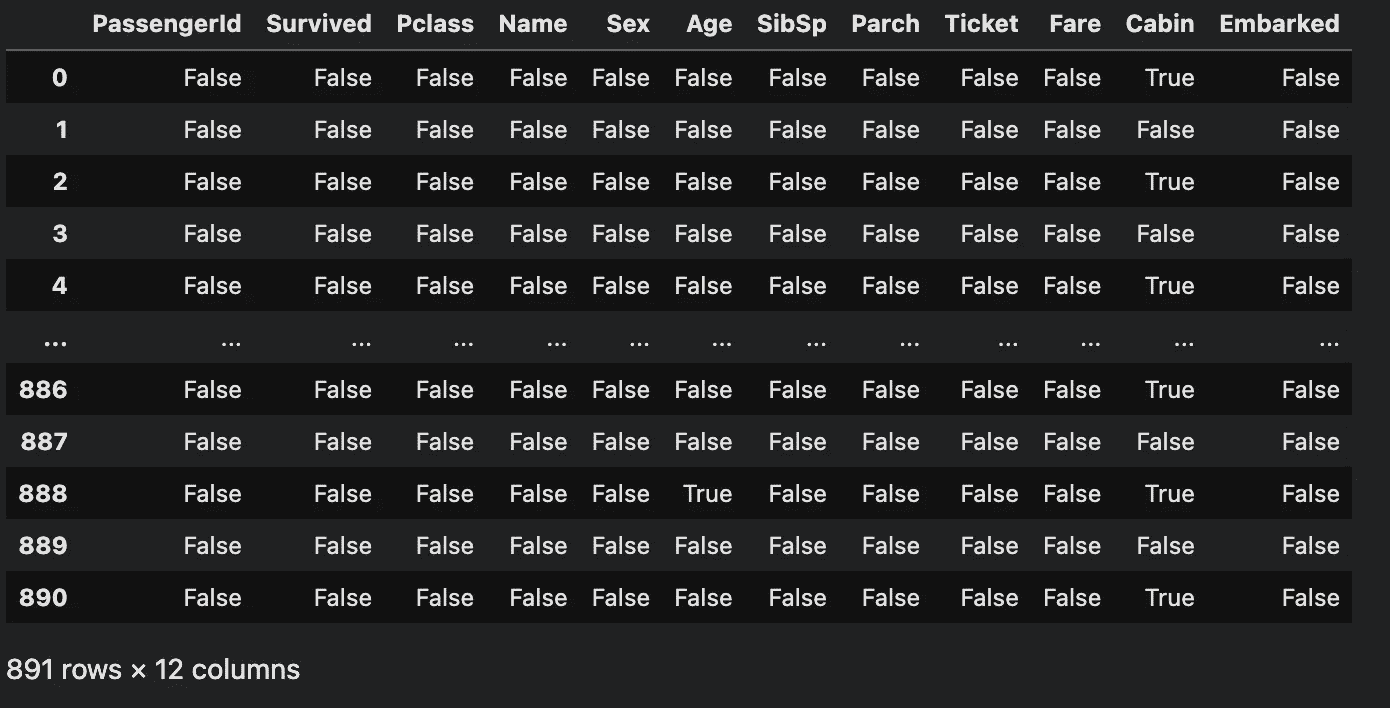 PassengerId Survived Pclass Name Sex Age SibSp Parch Ticket Fare Cabin Embarked
0 False False False False False False False False False False True False
1 False False False False False False False False False False False False
2 False False False False False False False False False False True False
3 False False False False False False False False False False False False
4 False False False False False False False False False False True False
... ... ... ... ... ... ... ... ... ... ... ... ...
886 False False False False False False False False False False True False
887 False False False False False False False False False False False False
888 False False False False False True False False False False True False
889 False False False False False False False False False False False False
890 False False False False False False False False False False True False
891 rows × 12 columns